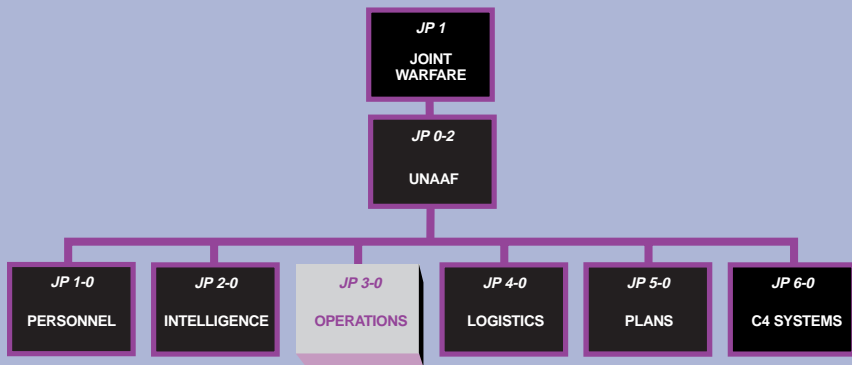 JP 1
JOINT
WARFARE
JP 0-2
UNAAF
JP 1-0
PERSONNEL
JP 2-0
INTELLIGENCE
JP 3-0
OPERATIONS
JP 4-0
LOGISTICS
JP 5-0
PLANS
JP 6-0
C4 SYSTEMS